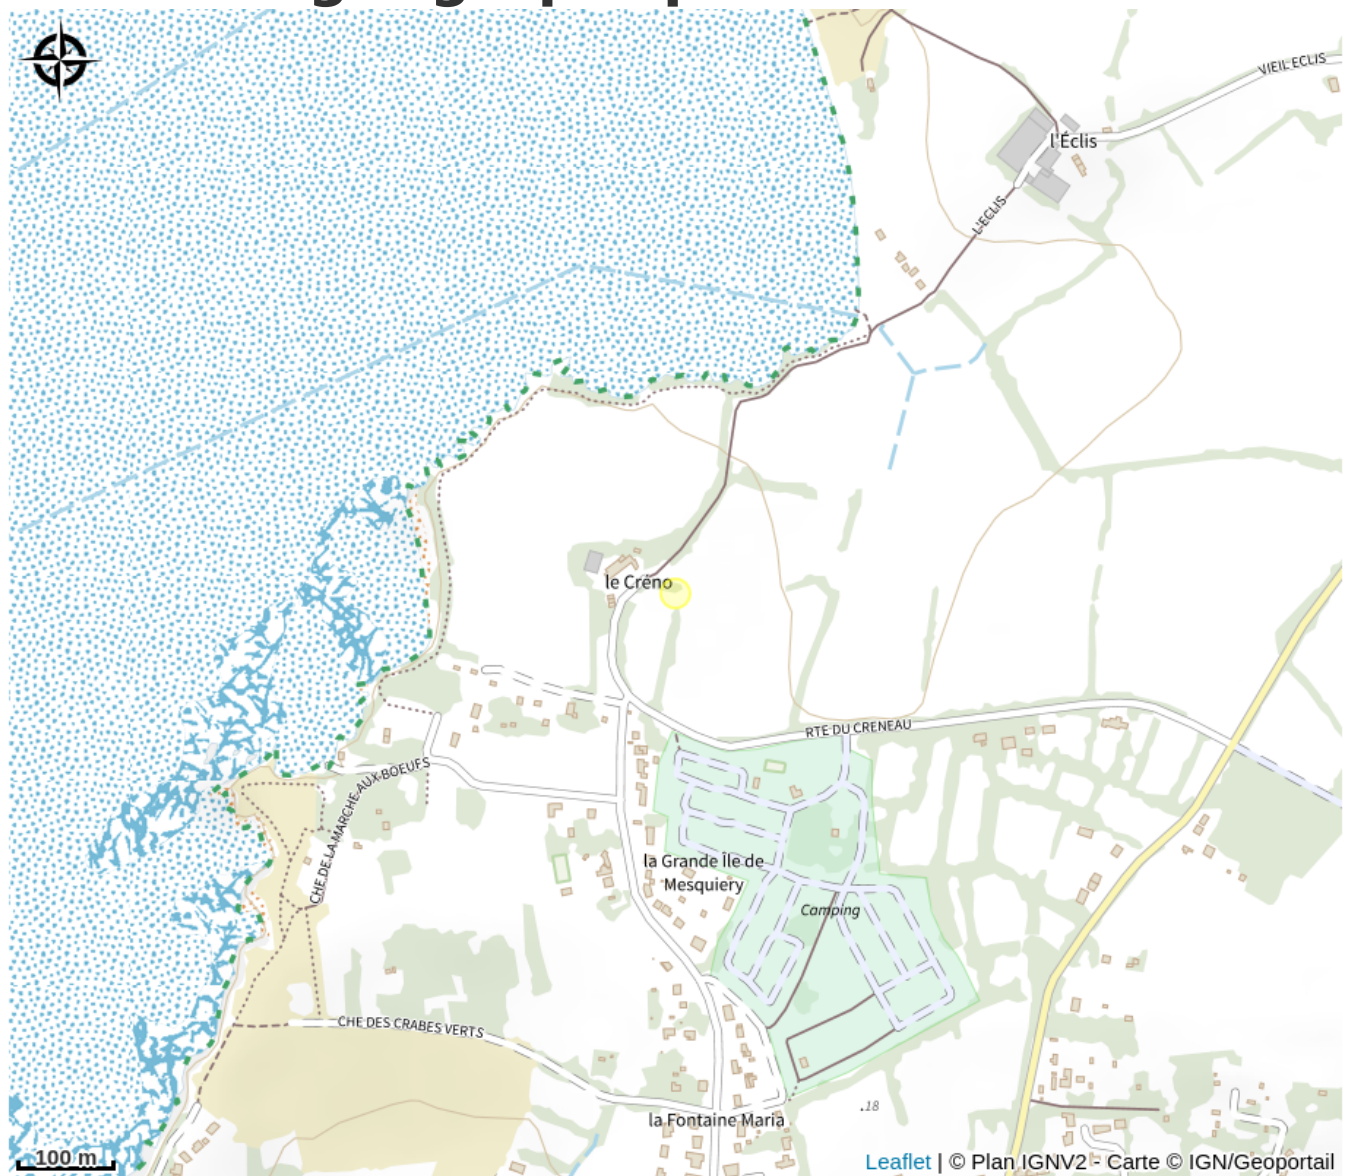 VIEIL ECLIS
l'Éclis
L'ECLIS
le Créno
RTE DU CRENEAU
CHE DE LA MARCHE AUX BOEUFS
la Grande Île de
Mesquiery
Camping
CHE DES CRABES VERTS
la Fontaine Maria
.18
100 m
Leaflet | © Plan IGNV2 - Carte © IGN/Geoportail